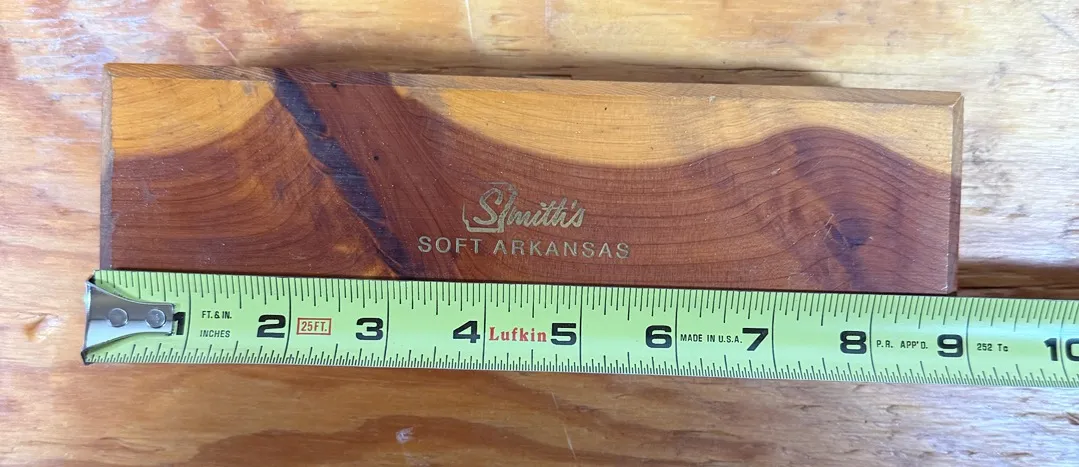 Smith's
SOFT ARKANSAS
1 FT. & IN. INCHES 2 25FT. 3 4 Lufkin 5 6 MADE IN U.S.A. 7 8 P.R. APP'D. 9 252 Tc 10